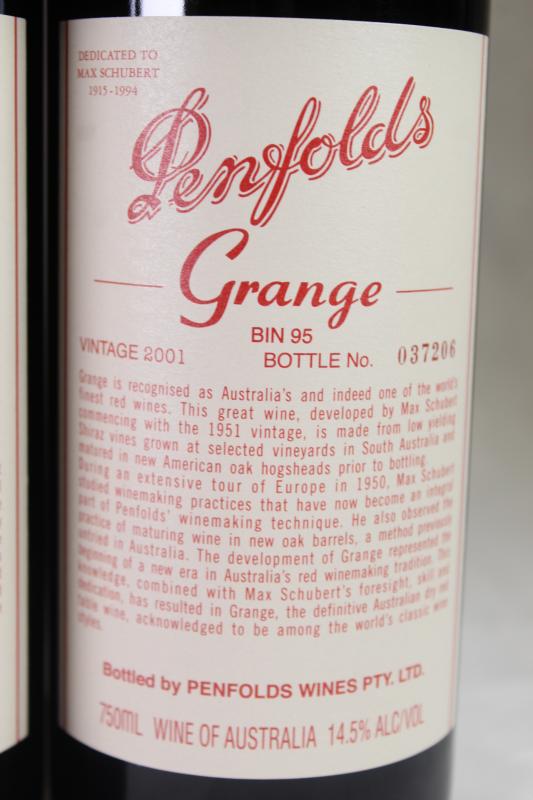 DEDICATED TO
MAX SCHUBERT
1915-1994
Penfolds
Grange
BIN 95
VINTAGE 2001 BOTTLE No. 037206
Grange is recognised as Australia's and indeed one of the world's
finest red wines. This great wine, developed by Max Schubert
commencing with the 1951 vintage, is made from low yielding
Shiraz vines grown at selected vineyards in South Australia and
matured in new American oak hogsheads prior to bottling.
During an extensive tour of Europe in 1950, Max Schubert
studied winemaking practices that have now become an integral
part of Penfolds' winemaking technique. He also observed the
practice of maturing wine in new oak barrels, a method previously
untried in Australia. The development of Grange represented the
beginning of a new era in Australia's red winemaking tradition. This
knowledge, combined with Max Schubert's foresight, skill and
dedication, has resulted in Grange, the definitive Australian dry red
table wine, acknowledged to be among the world's classic wine
styles.
Bottled by PENFOLDS WINES PTY. LTD.
750ML WINE OF AUSTRALIA 14.5% ALC/VOL